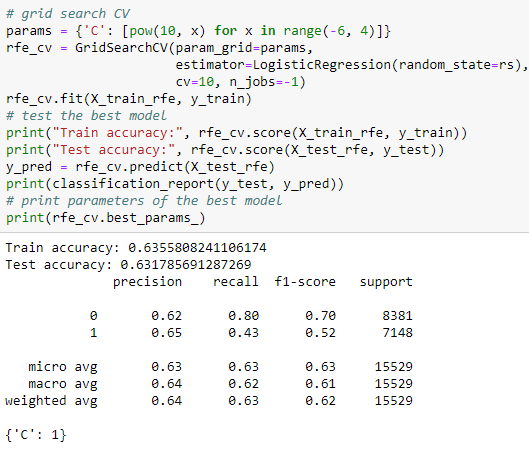 # grid search CV
params = {'C': [pow(10, x) for x in range(-6, 4)]}
rfe_cv = GridSearchCV(param_grid=params,
                      estimator=LogisticRegression(random_state=rs),
                      cv=10, n_jobs=-1)
rfe_cv.fit(X_train_rfe, y_train)
# test the best model
print("Train accuracy:", rfe_cv.score(X_train_rfe, y_train))
print("Test accuracy:", rfe_cv.score(X_test_rfe, y_test))
y_pred = rfe_cv.predict(X_test_rfe)
print(classification_report(y_test, y_pred))
# print parameters of the best model
print(rfe_cv.best_params_)
Train accuracy: 0.6355808241106174
Test accuracy: 0.631785691287269
              precision    recall  f1-score   support
           0       0.62      0.80      0.70      8381
           1       0.65      0.43      0.52      7148
   micro avg       0.63      0.63      0.63     15529
   macro avg       0.64      0.62      0.61     15529
weighted avg       0.64      0.63      0.62     15529
{'C': 1}